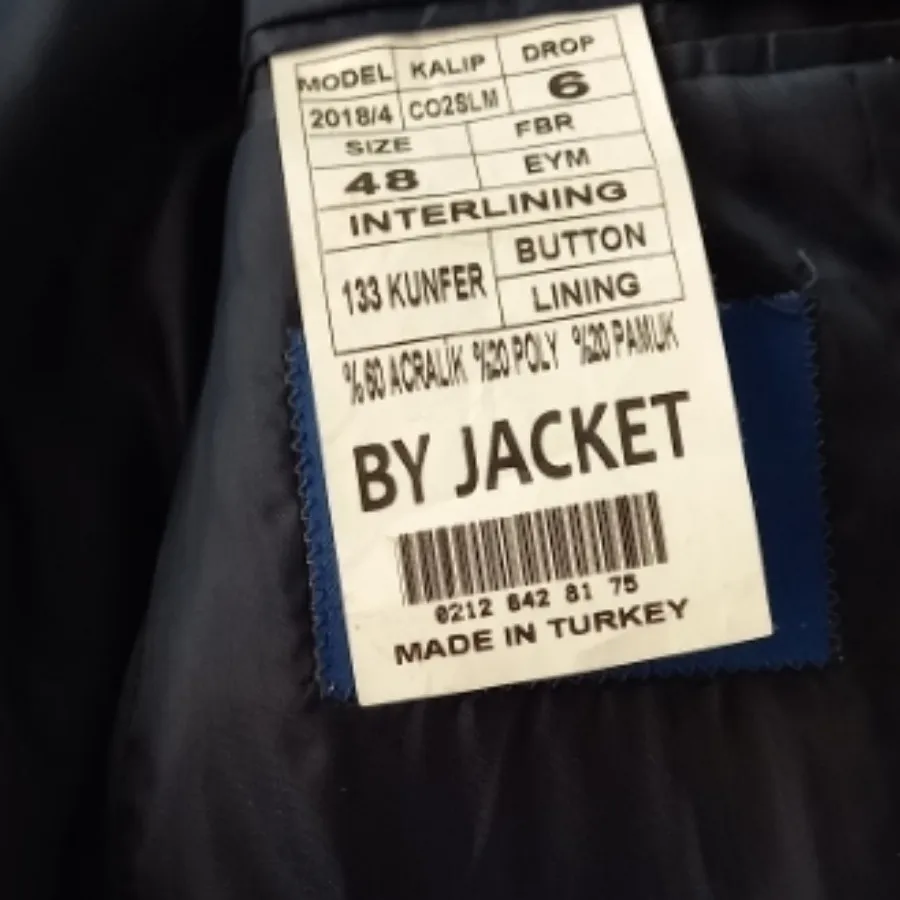 MODEL KALIP DROP
2018/4 CO2SLM 6
SIZE FBR
48 EYM
INTERLINING
133 KUNFER BUTTON
LINING
%60 ACRALİK %20 POLY %20 PAMUK
BY JACKET
0212 642 81 75
MADE IN TURKEY